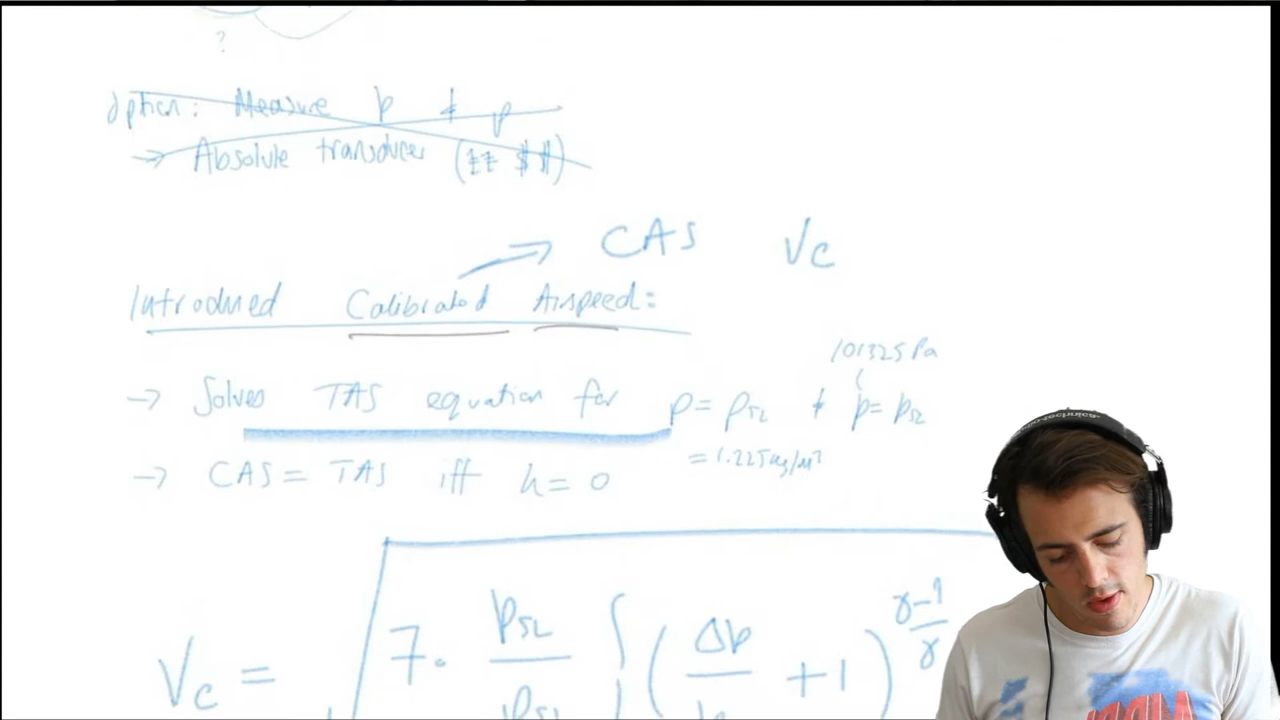 ?
Option: Measure p & ρ
→ Absolute transducer (±± $$)
CAS Vc
Introduced Calibrated Airspeed:
101325 Pa
→ Solves TAS equation for ρ = ρSL & p = pSL
= 1.225 kg/m³
→ CAS = TAS iff h = 0
Vc = √ 7 · pSL / ρSL { ( Δp / p + 1 ) γ-1 / γ